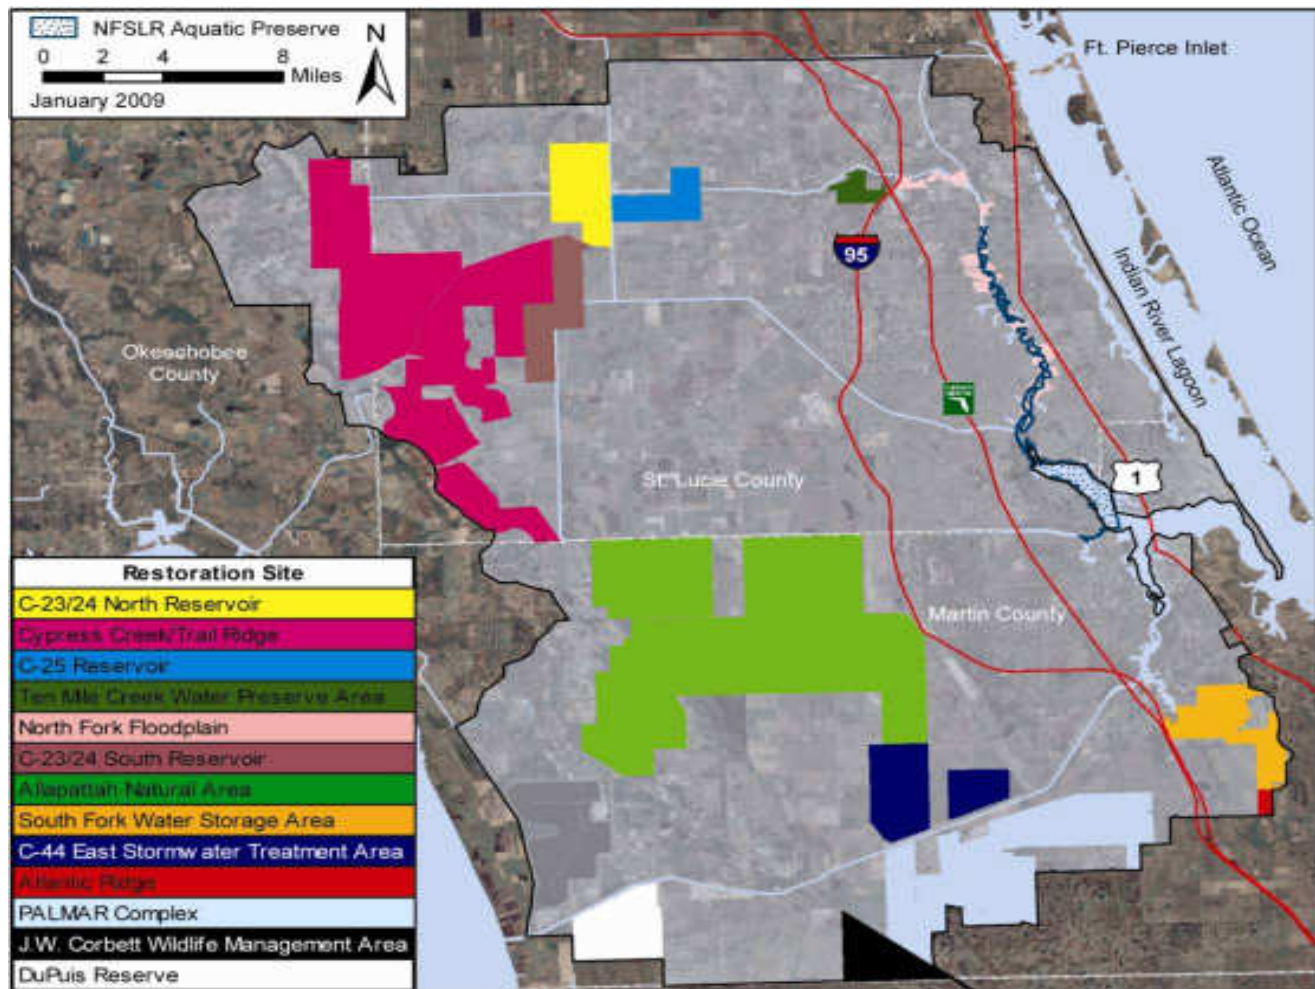 NFSLR Aquatic Preserve
N
0 2 4 8
Miles
January 2009
Ft. Pierce Inlet
Atlantic Ocean
Indian River Lagoon
95
Okeechobee
County
St. Lucie County
1
Martin County
Restoration Site
C-23/24 North Reservoir
Cypress Creek/Trail Ridge
C-25 Reservoir
Ten Mile Creek Water Preserve Area
North Fork Floodplain
C-23/24 South Reservoir
Allapattah Natural Area
South Fork Water Storage Area
C-44 East Stormwater Treatment Area
Atlantic Ridge
PALMAR Complex
J.W. Corbett Wildlife Management Area
DuPuis Reserve